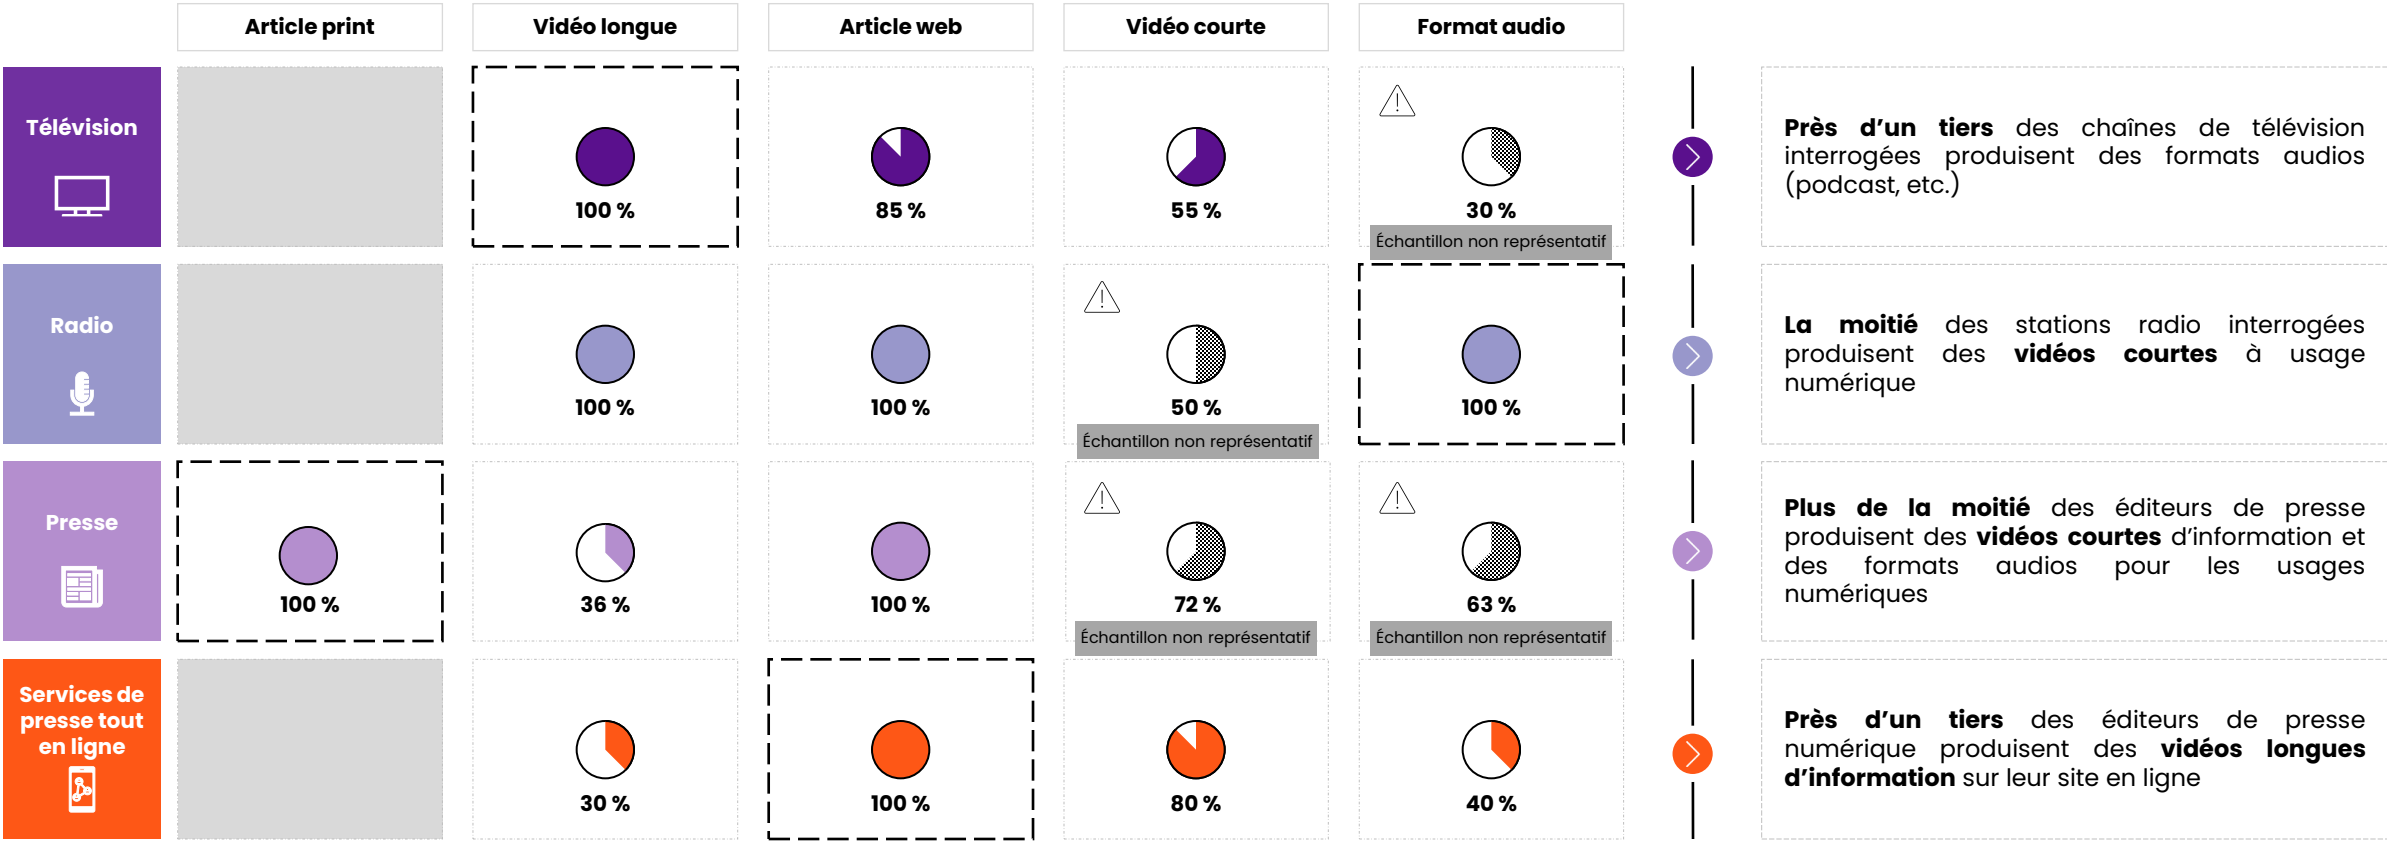 Article print
Vidéo longue
Article web
Vidéo courte
Format audio
Télévision
100 %
85 %
55 %
30 %
Échantillon non représentatif
Près d’un tiers des chaînes de télévision
interrogées produisent des formats audios
(podcast, etc.)
Radio
100 %
100 %
50 %
Échantillon non représentatif
100 %
La moitié des stations radio interrogées
produisent des vidéos courtes à usage
numérique
Presse
100 %
36 %
100 %
72 %
Échantillon non représentatif
63 %
Échantillon non représentatif
Plus de la moitié des éditeurs de presse
produisent des vidéos courtes d’information et
des formats audios pour les usages
numériques
Services de
presse tout
en ligne
30 %
100 %
80 %
40 %
Près d’un tiers des éditeurs de presse
numérique produisent des vidéos longues
d’information sur leur site en ligne